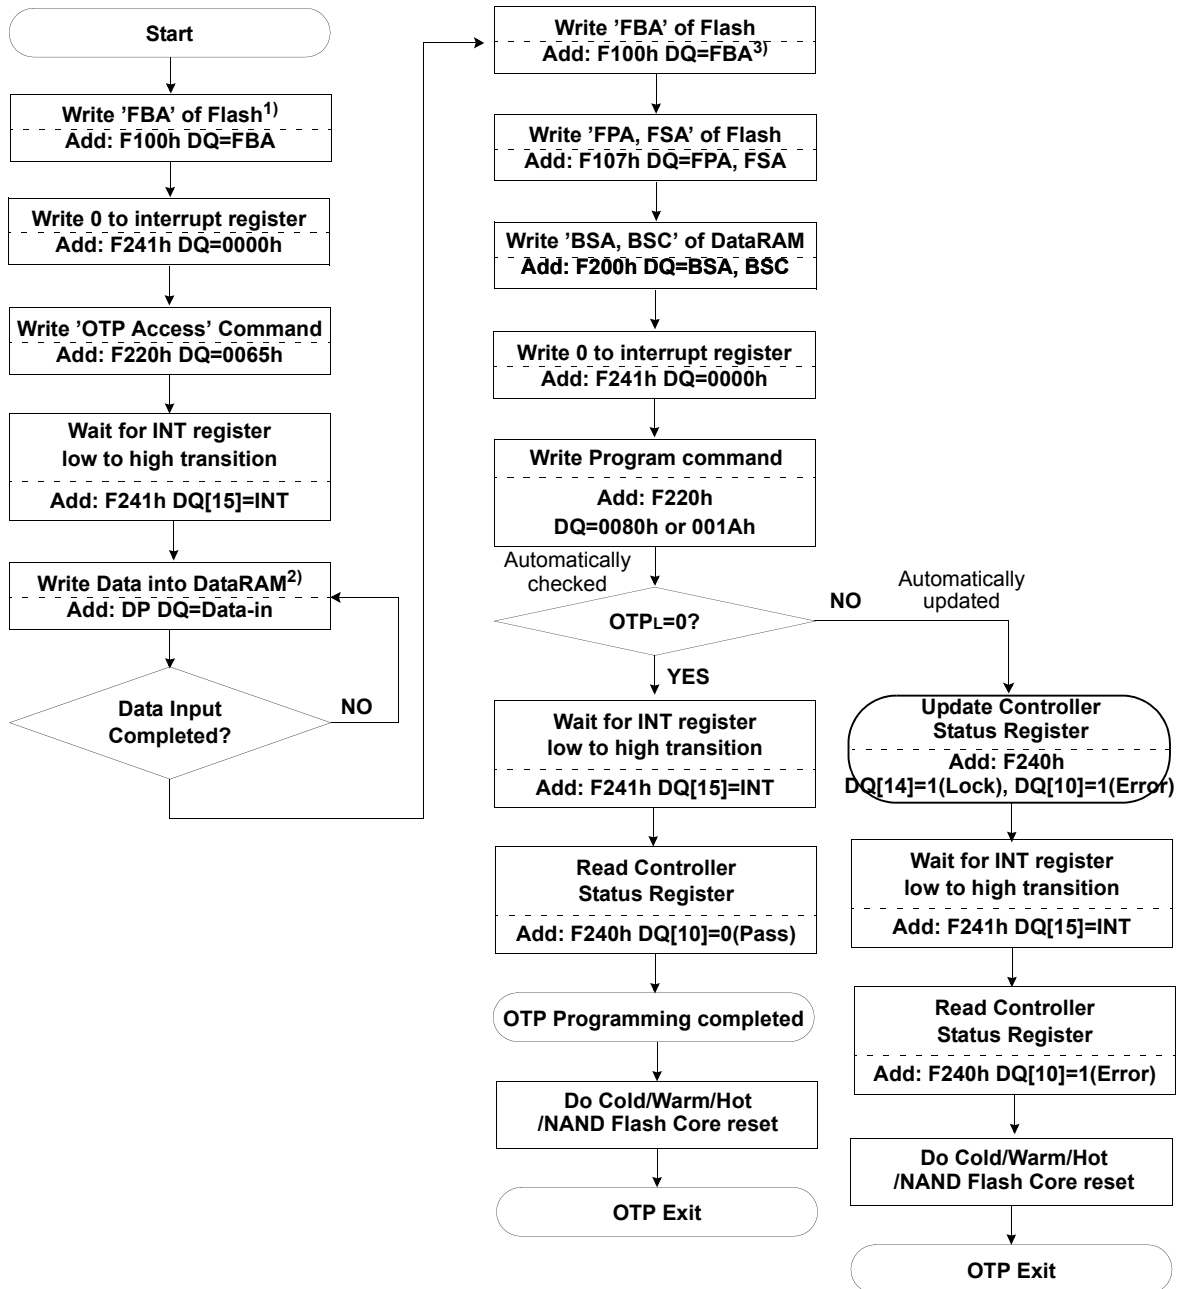 Start
Write ’FBA’ of Flash1)
Add: F100h DQ=FBA
Write 0 to interrupt register
Add: F241h DQ=0000h
Write ’OTP Access’ Command
Add: F220h DQ=0065h
Wait for INT register
low to high transition
Add: F241h DQ[15]=INT
Write Data into DataRAM2)
Add: DP DQ=Data-in
Data Input
Completed?
NO
Write ’FBA’ of Flash
Add: F100h DQ=FBA3)
Write ’FPA, FSA’ of Flash
Add: F107h DQ=FPA, FSA
Write ’BSA, BSC’ of DataRAM
Add: F200h DQ=BSA, BSC
Write 0 to interrupt register
Add: F241h DQ=0000h
Write Program command
Add: F220h
DQ=0080h or 001Ah
Automatically
checked
OTPL=0?
YES
Wait for INT register
low to high transition
Add: F241h DQ[15]=INT
Read Controller
Status Register
Add: F240h DQ[10]=0(Pass)
OTP Programming completed
Do Cold/Warm/Hot
/NAND Flash Core reset
OTP Exit
NO
Automatically
updated
Update Controller
Status Register
Add: F240h
DQ[14]=1(Lock), DQ[10]=1(Error)
Wait for INT register
low to high transition
Add: F241h DQ[15]=INT
Read Controller
Status Register
Add: F240h DQ[10]=1(Error)
Do Cold/Warm/Hot
/NAND Flash Core reset
OTP Exit